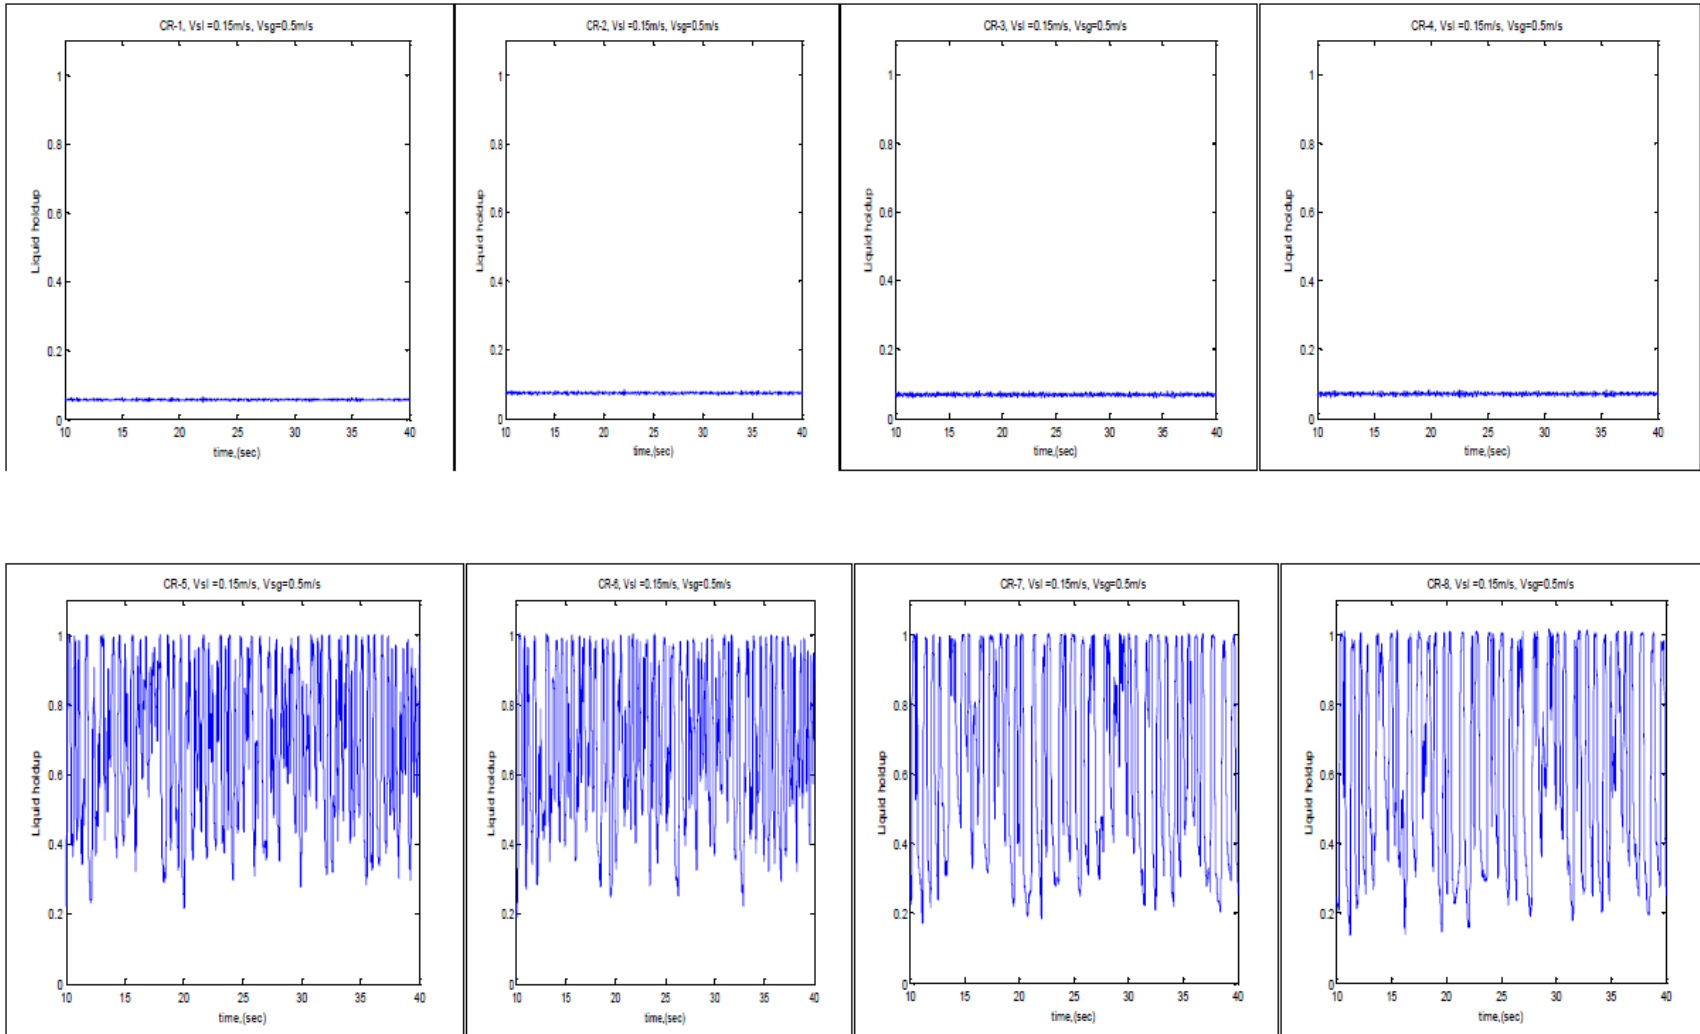 CR-1, Vsl =0.15m/s, Vsg=0.5m/s
1
0.8
0.6
0.4
0.2
0
Liquid holdup
10 15 20 25 30 35 40
time,(sec)
CR-2, Vsl =0.15m/s, Vsg=0.5m/s
1
0.8
0.6
0.4
0.2
0
Liquid holdup
10 15 20 25 30 35 40
time,(sec)
CR-3, Vsl =0.15m/s, Vsg=0.5m/s
1
0.8
0.6
0.4
0.2
0
Liquid holdup
10 15 20 25 30 35 40
time,(sec)
CR-4, Vsl =0.15m/s, Vsg=0.5m/s
1
0.8
0.6
0.4
0.2
0
Liquid holdup
10 15 20 25 30 35 40
time,(sec)
CR-5, Vsl =0.15m/s, Vsg=0.5m/s
1
0.8
0.6
0.4
0.2
0
Liquid holdup
10 15 20 25 30 35 40
time,(sec)
CR-6, Vsl =0.15m/s, Vsg=0.5m/s
1
0.8
0.6
0.4
0.2
0
Liquid holdup
10 15 20 25 30 35 40
time,(sec)
CR-7, Vsl =0.15m/s, Vsg=0.5m/s
1
0.8
0.6
0.4
0.2
0
Liquid holdup
10 15 20 25 30 35 40
time,(sec)
CR-8, Vsl =0.15m/s, Vsg=0.5m/s
1
0.8
0.6
0.4
0.2
0
Liquid holdup
10 15 20 25 30 35 40
time,(sec)